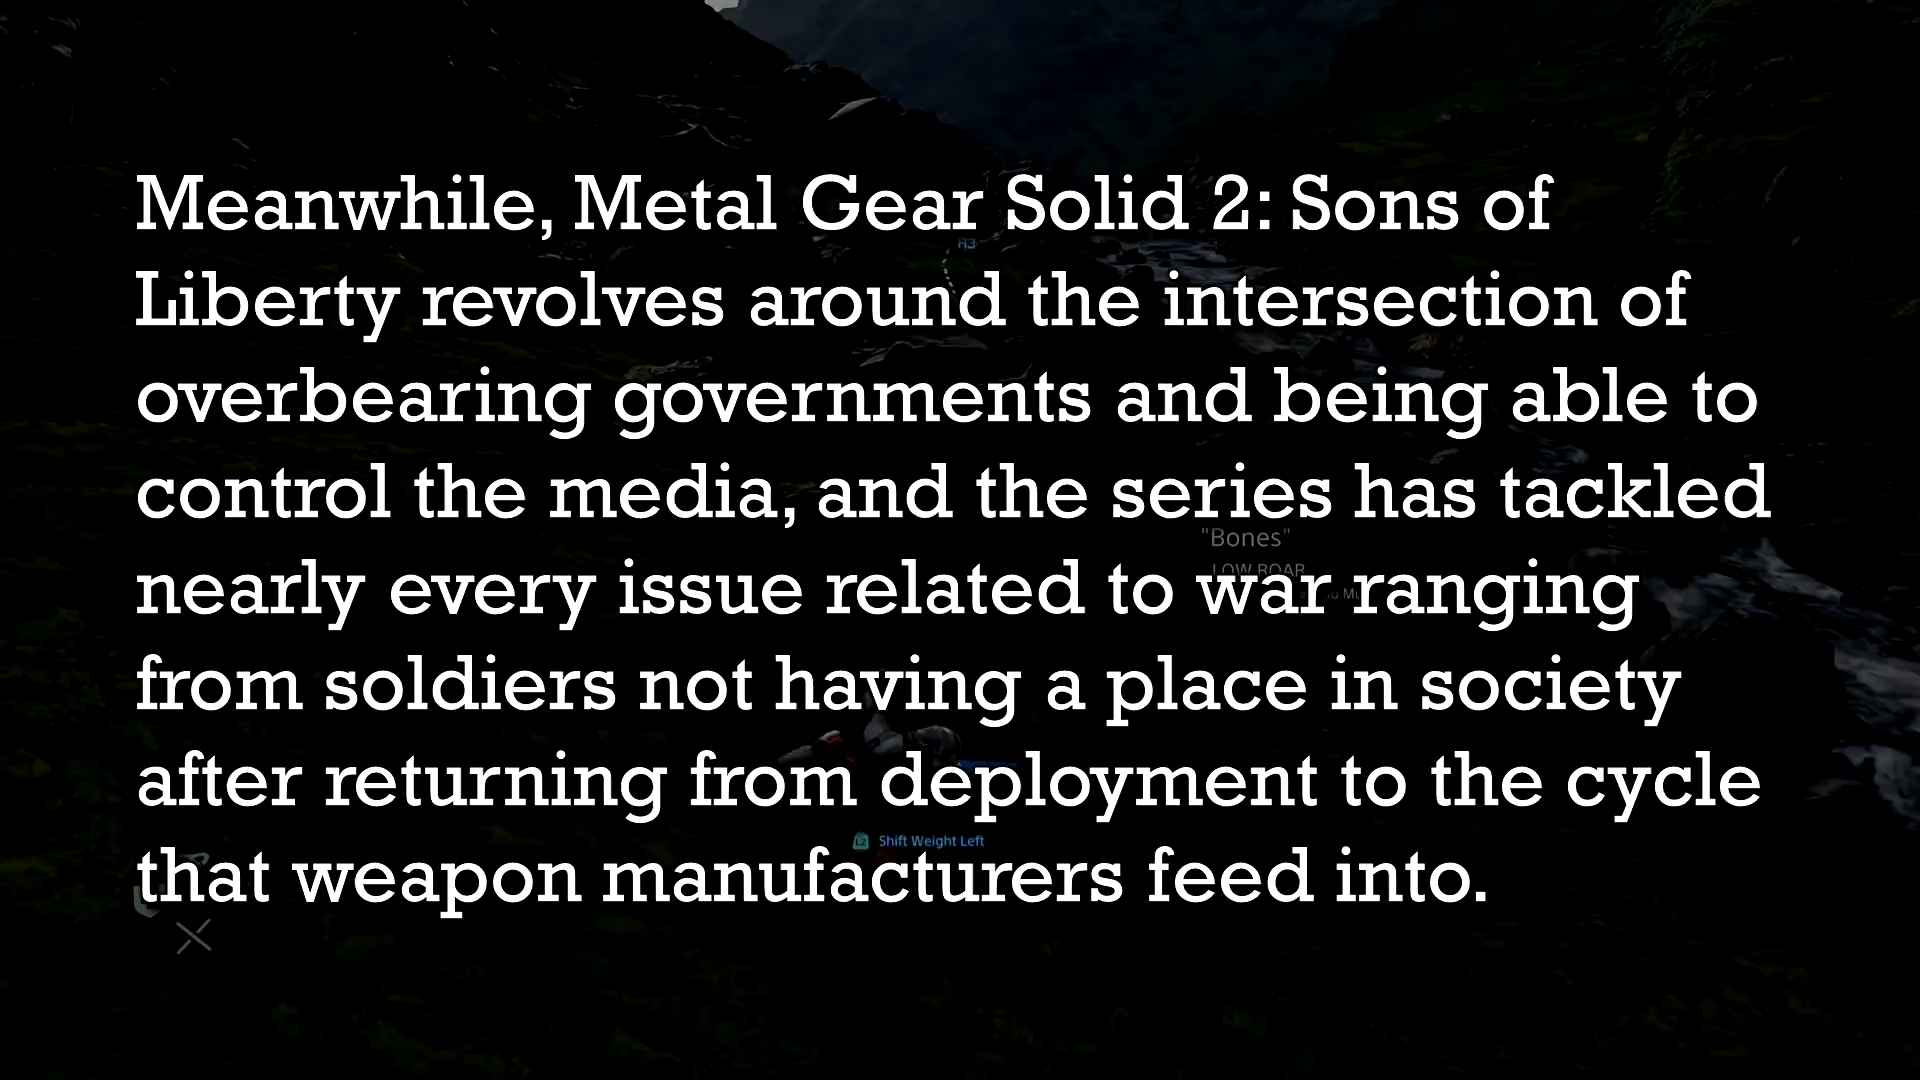 Meanwhile, Metal Gear Solid 2: Sons of
Liberty revolves around the intersection of
overbearing governments and being able to
control the media, and the series has tackled
nearly every issue related to war ranging
from soldiers not having a place in society
after returning from deployment to the cycle
that weapon manufacturers feed into.
"Bones"
LOW ROAR
L2 Shift Weight Left